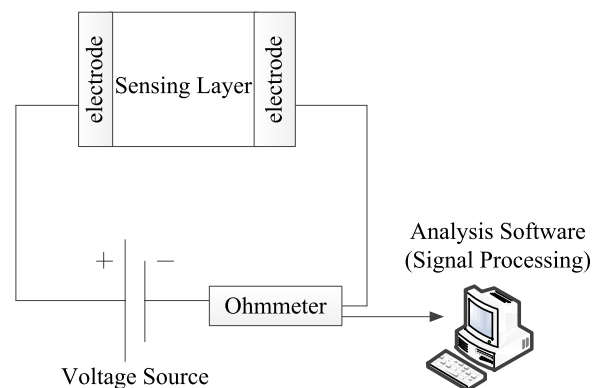 electrode
Sensing Layer
electrode
Analysis Software
(Signal Processing)
+
−
Ohmmeter
Voltage Source